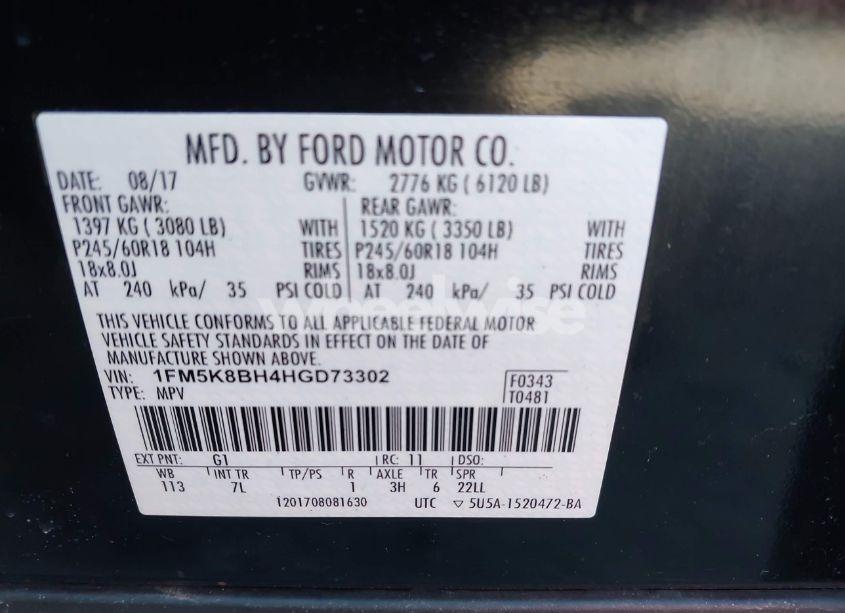 MFD. BY FORD MOTOR CO.
DATE: 08/17 GVWR: 2776 KG ( 6120 LB)
FRONT GAWR: REAR GAWR:
1397 KG ( 3080 LB) WITH 1520 KG ( 3350 LB) WITH
P245/60R18 104H TIRES P245/60R18 104H TIRES
18x8.0J RIMS 18x8.0J RIMS
AT 240 kPa/ 35 PSI COLD AT 240 kPa/ 35 PSI COLD
THIS VEHICLE CONFORMS TO ALL APPLICABLE FEDERAL MOTOR
VEHICLE SAFETY STANDARDS IN EFFECT ON THE DATE OF
MANUFACTURE SHOWN ABOVE.
VIN: 1FM5K8BH4HGD73302 F0343
TYPE: MPV T0481
EXT PNT: G1 RC: 11 DSO:
WB INT TR TP/PS R AXLE TR SPR
113 7L 1 3H 6 22LL
1201708081630 UTC ▽ 5U5A-1520472-BA